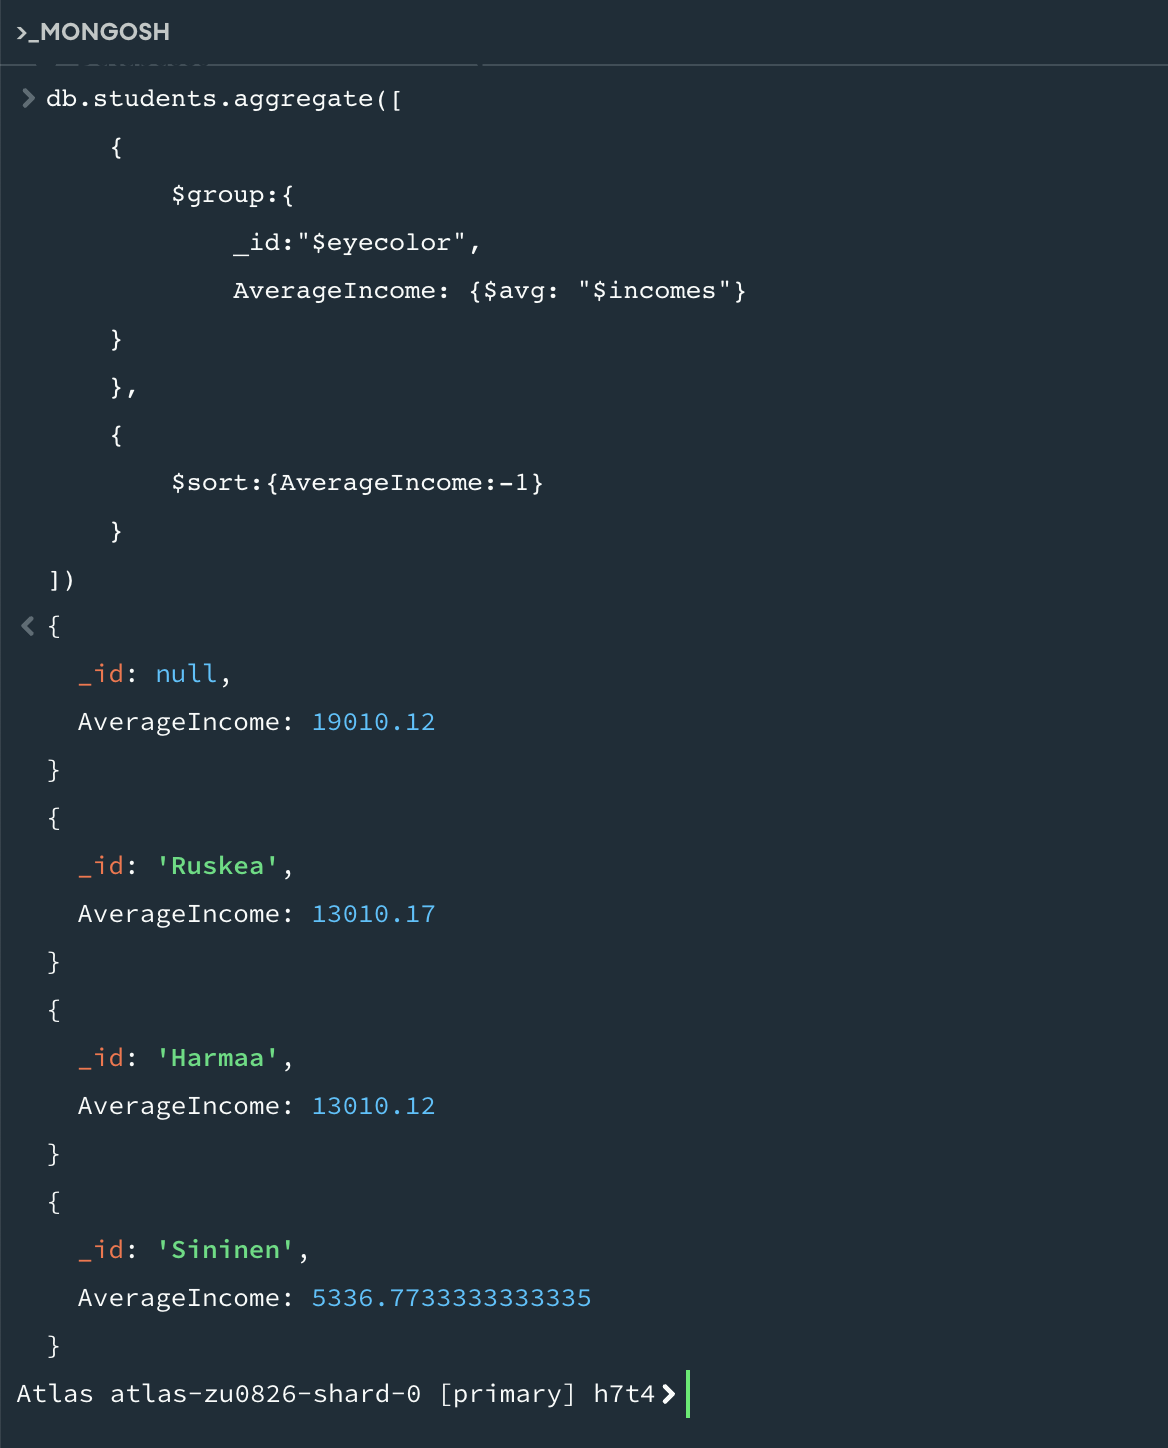 >_MONGOSH
> db.students.aggregate([
{
$group:{
_id:"$eyecolor",
AverageIncome: {$avg: "$incomes"}
}
},
{
$sort:{AverageIncome:-1}
}
])
< {
_id: null,
AverageIncome: 19010.12
}
{
_id: 'Ruskea',
AverageIncome: 13010.17
}
{
_id: 'Harmaa',
AverageIncome: 13010.12
}
{
_id: 'Sininen',
AverageIncome: 5336.7733333333335
}
Atlas atlas-zu0826-shard-0 [primary] h7t4>